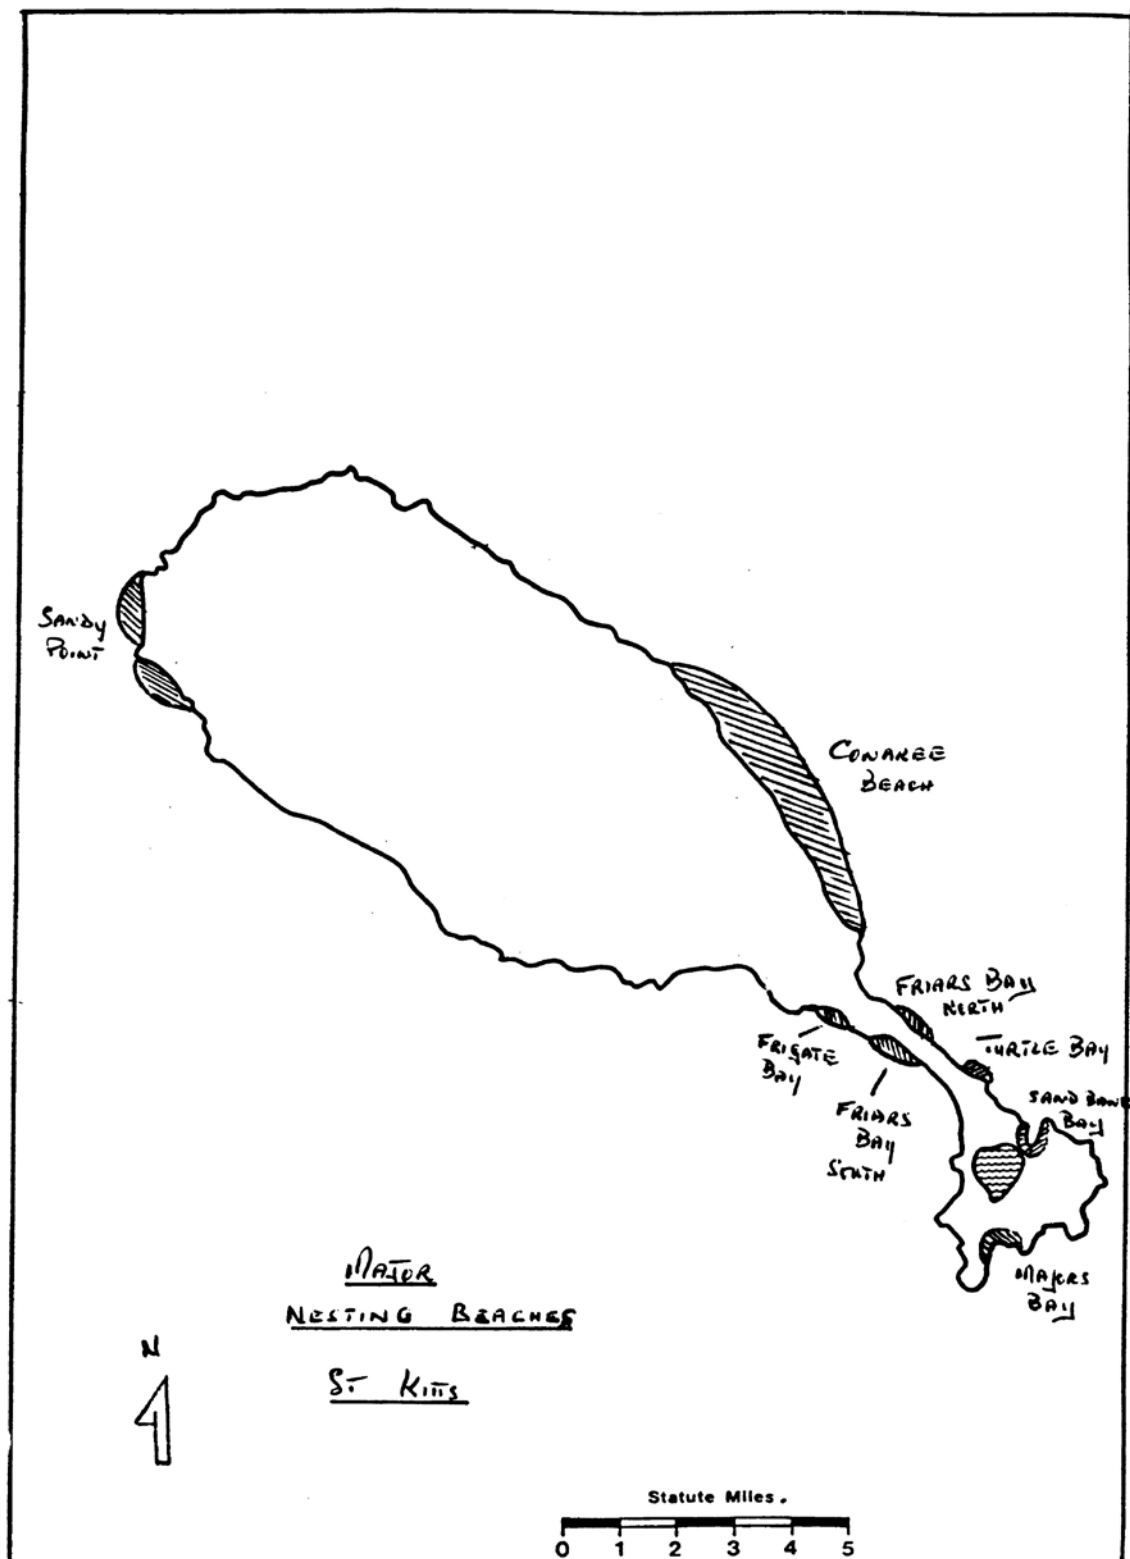 SANDY
POINT
CONAREE
BEACH
FRIARS BAY
NORTH
TURTLE BAY
SAND BANK
BAY
FRIGATE
BAY
FRIARS
BAY
SOUTH
MAJORS
BAY
MAJOR
NESTING BEACHES
ST KITTS
N
Statute Miles.
0 1 2 3 4 5